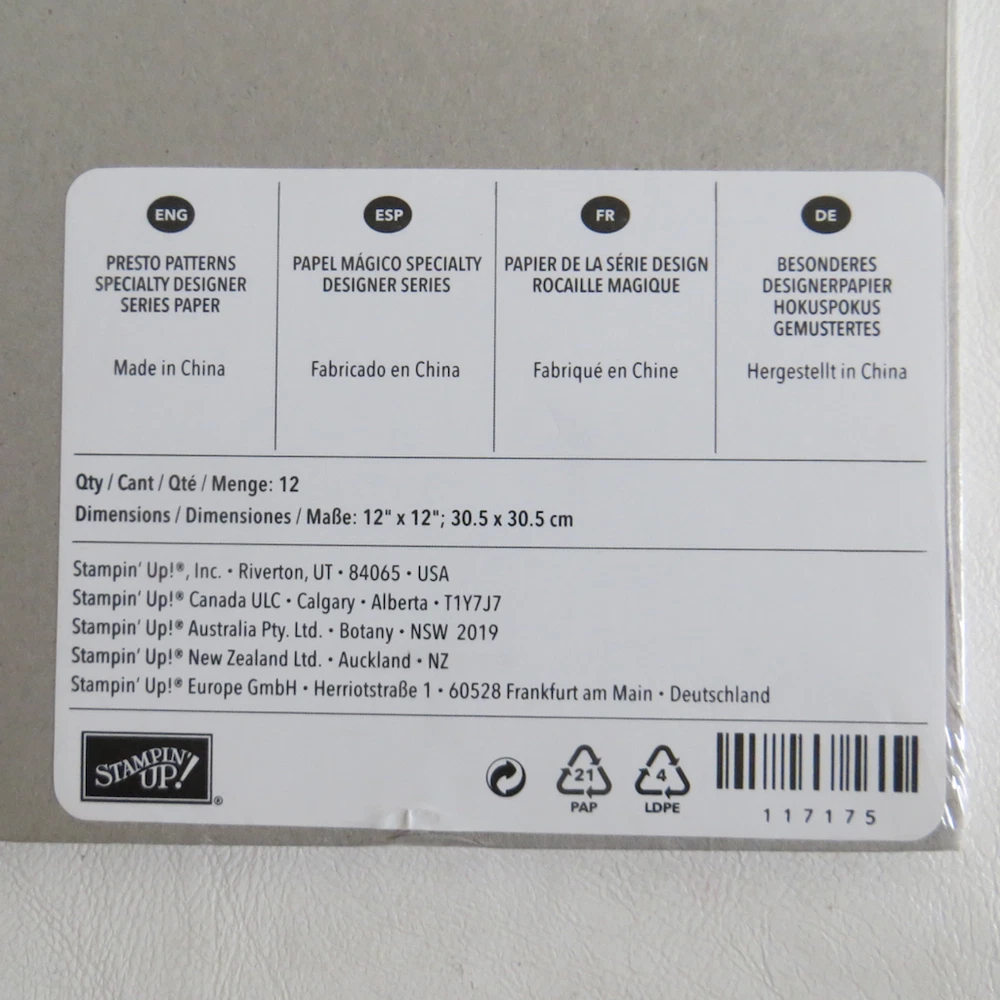 ENG
PRESTO PATTERNS
SPECIALTY DESIGNER
SERIES PAPER
Made in China
ESP
PAPEL MÁGICO SPECIALTY
DESIGNER SERIES
Fabricado en China
FR
PAPIER DE LA SÉRIE DESIGN
ROCAILLE MAGIQUE
Fabriqué en Chine
DE
BESONDERES
DESIGNERPAPIER
HOKUSPOKUS
GEMUSTERTES
Hergestellt in China
Qty / Cant / Qté / Menge: 12
Dimensions / Dimensiones / Maße: 12" x 12"; 30.5 x 30.5 cm
Stampin' Up!®, Inc. • Riverton, UT • 84065 • USA
Stampin' Up!® Canada ULC • Calgary • Alberta • T1Y7J7
Stampin' Up!® Australia Pty. Ltd. • Botany • NSW 2019
Stampin' Up!® New Zealand Ltd. • Auckland • NZ
Stampin' Up!® Europe GmbH • Herriotstraße 1 • 60528 Frankfurt am Main • Deutschland
STAMPIN'
UP!®
21
PAP
4
LDPE
117175